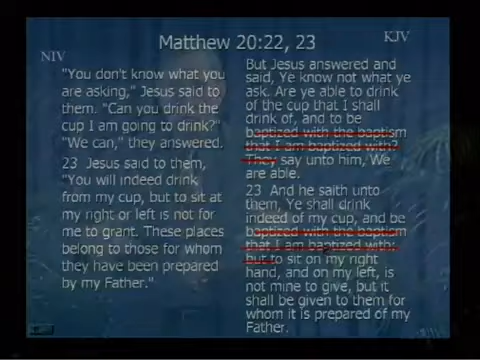 Matthew 20:22, 23
NIV
"You don't know what you
are asking," Jesus said to
them. "Can you drink the
cup I am going to drink?"
"We can," they answered.
23 Jesus said to them,
"You will indeed drink
from my cup, but to sit at
my right or left is not for
me to grant. These places
belong to those for whom
they have been prepared
by my Father."
KJV
But Jesus answered and
said, Ye know not what ye
ask. Are ye able to drink
of the cup that I shall
drink of, and to be
baptized with the baptism
that I am baptized with?
They say unto him, We
are able.
23 And he saith unto
them, Ye shall drink
indeed of my cup, and be
baptized with the baptism
that I am baptized with:
but to sit on my right
hand, and on my left, is
not mine to give, but it
shall be given to them for
whom it is prepared of my
Father.